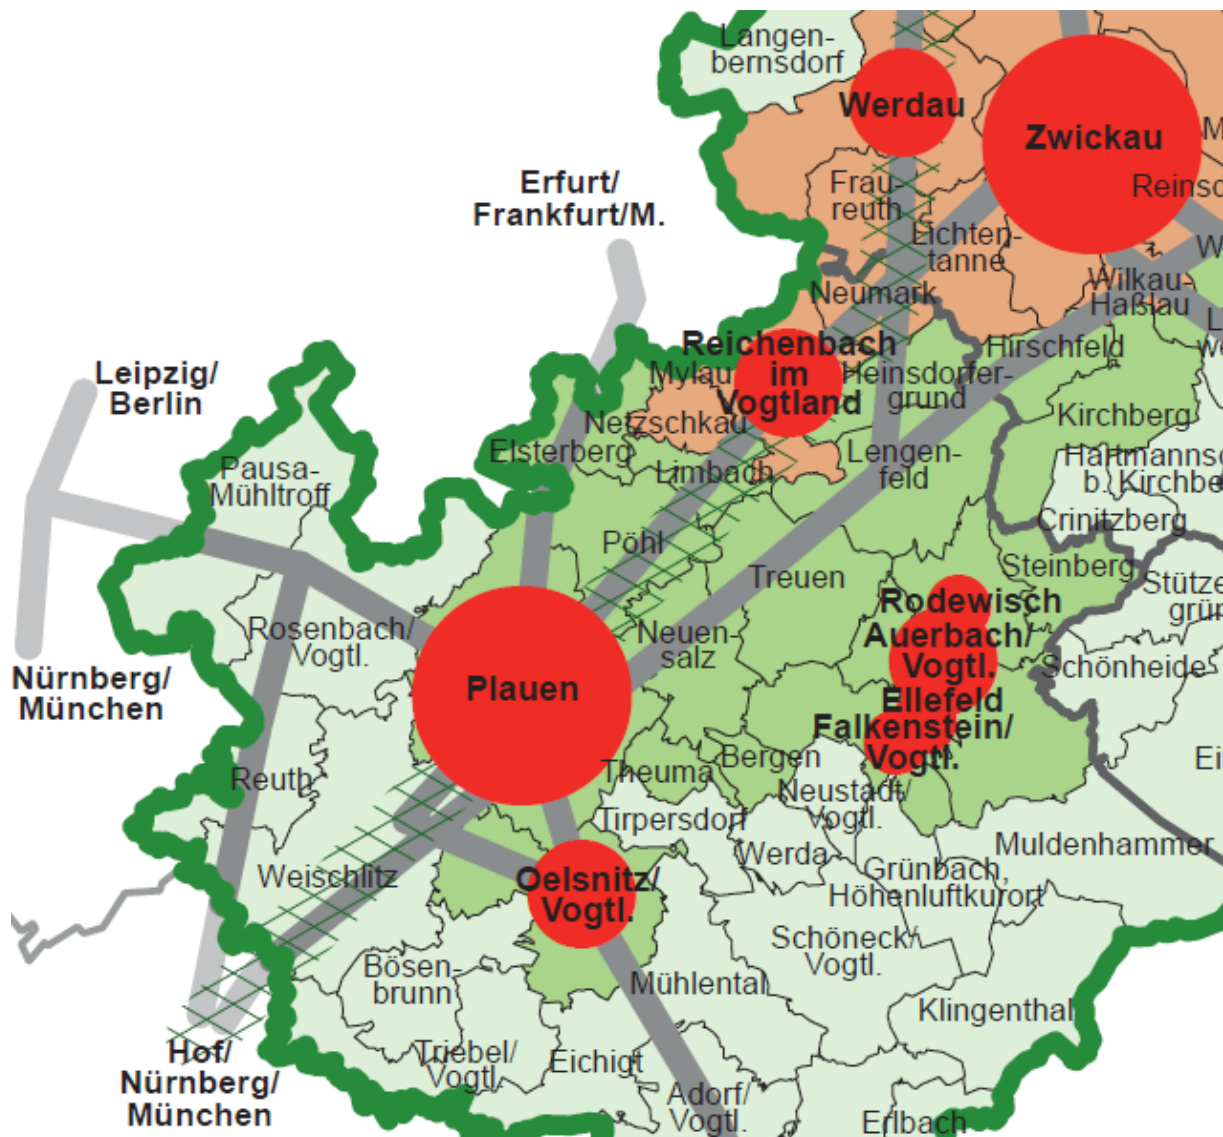 Langen-
bernsdorf
Werdau
Zwickau
M
Erfurt/
Frankfurt/M.
Frau-
reuth
Reinsd
Lichten-
tanne
W
Neumark
Wilkau-
Haßlau
L
we
Leipzig/
Berlin
Reichenbach
im
Vogtland
Mylau
Heinsdorfer-
grund
Hirschfeld
Netzschkau
Kirchberg
Elsterberg
Limbach
Lengen-
feld
Hartmannsd
b. Kirchbe
Pausa-
Mühltroff
Crinitzberg
Pöhl
Treuen
Steinberg
Stütze
grün
Rodewisch
Auerbach/
Vogtl.
Rosenbach/
Vogtl.
Neuen-
salz
Schönheide
Nürnberg/
München
Plauen
Ellefeld
Falkenstein/
Vogtl.
Reuth
Theuma
Bergen
Ei
Neustadt/
Vogtl.
Tirpersdorf
Werda
Muldenhammer
Weischlitz
Oelsnitz/
Vogtl.
Grünbach,
Höhenluftkurort
Schöneck/
Vogtl.
Bösen-
brunn
Mühlental
Klingenthal
Hof/
Nürnberg/
München
Triebel/
Vogtl.
Eichigt
Adorf/
Vogtl.
Erlbach